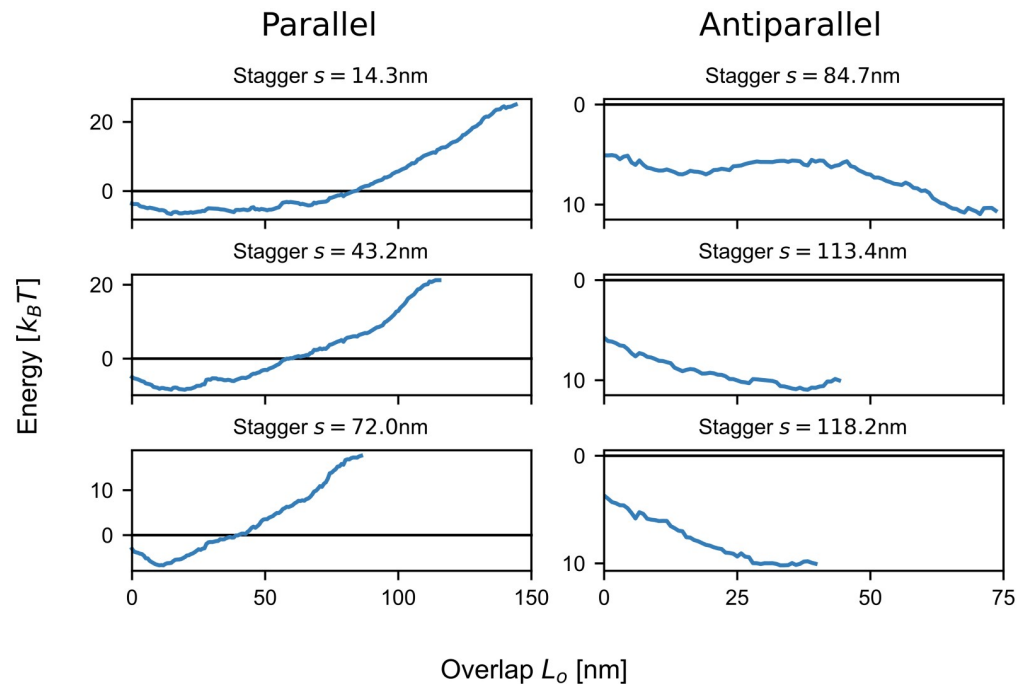 Parallel
Antiparallel
Stagger s = 14.3nm
Stagger s = 84.7nm
20
0
0
10
Stagger s = 43.2nm
Stagger s = 113.4nm
20
0
0
10
Energy [k_BT]
Stagger s = 72.0nm
Stagger s = 118.2nm
10
0
0
10
0 50 100 150
0 25 50 75
Overlap L_o [nm]